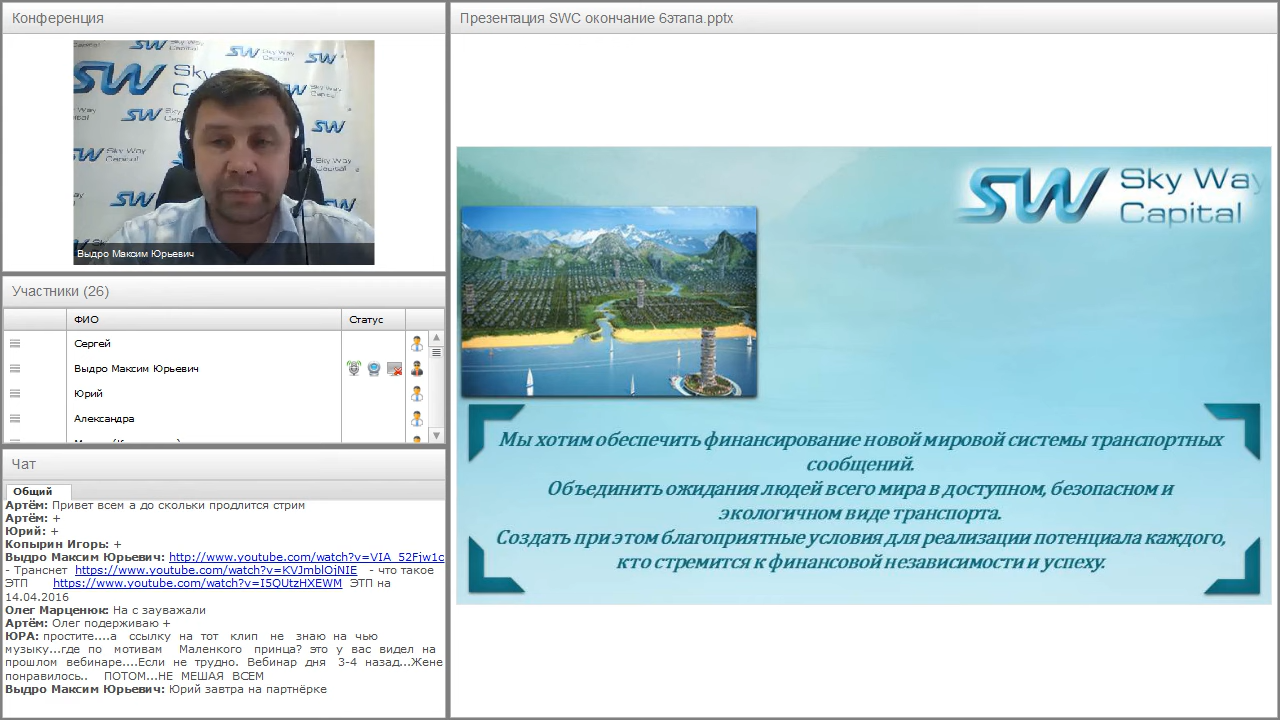 Конференция
SW Sky Way
Capital
Выдро Максим Юрьевич
Участники (26)
ФИО Статус
Сергей
Выдро Максим Юрьевич
Юрий
Александра
Чат
Общий
Артём: Привет всем а до скольки продлится стрим
Артём: +
Юрий: +
Копырин Игорь: +
Выдро Максим Юрьевич: http://www.youtube.com/watch?v=VIA_52Fjw1c
- Транснет https://www.youtube.com/watch?v=KVJmblOjNIE - что такое
ЭТП https://www.youtube.com/watch?v=I5QUtzHXEWM ЭТП на
14.04.2016
Олег Марценюк: На с зауважали
Артём: Олег подерживаю +
ЮРА: простите....а ссылку на тот клип не знаю на чью
музыку...где по мотивам Маленкого принца? это у вас видел на
прошлом вебинаре....Если не трудно. Вебинар дня 3-4 назад...Жене
понравилось.. ПОТОМ...НЕ МЕШАЯ ВСЕМ
Выдро Максим Юрьевич: Юрий завтра на партнёрке
Презентация SWC окончание 6этапа.pptx
SW Sky Way
Capital
Мы хотим обеспечить финансирование новой мировой системы транспортных
сообщений.
Объединить ожидания людей всего мира в доступном, безопасном и
экологичном виде транспорта.
Создать при этом благоприятные условия для реализации потенциала каждого,
кто стремится к финансовой независимости и успеху.